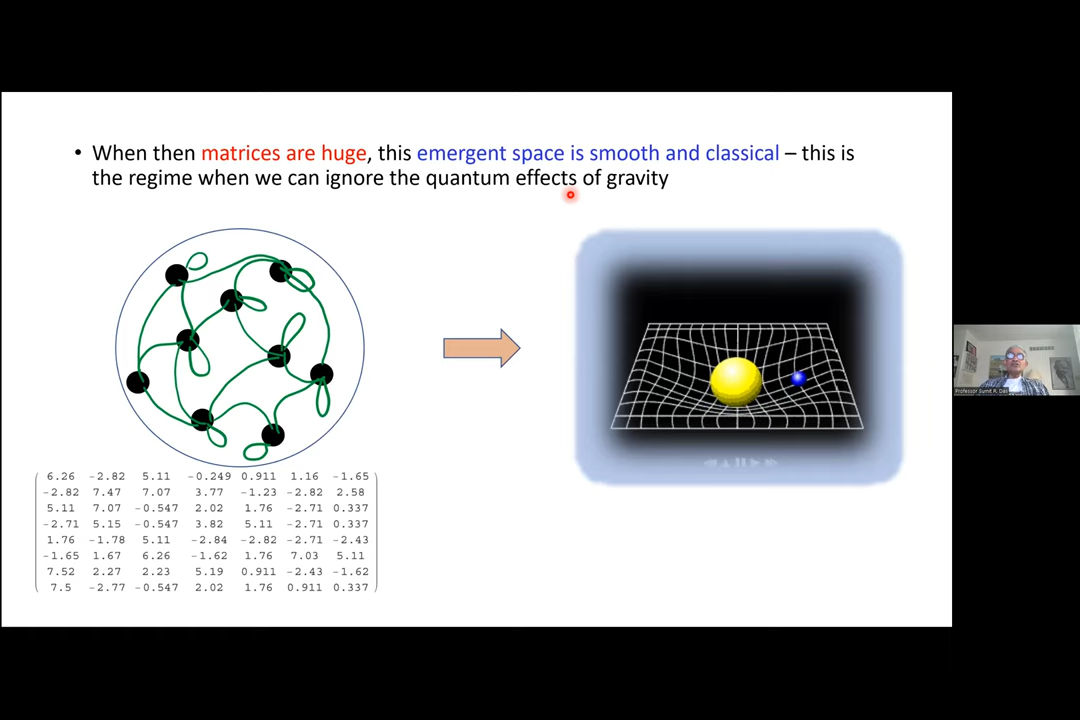 • When then matrices are huge, this emergent space is smooth and classical – this is
the regime when we can ignore the quantum effects of gravity
6.26 -2.82 5.11 -0.249 0.911 1.16 -1.65
-2.82 7.47 7.07 3.77 -1.23 -2.82 2.58
5.11 7.07 -0.547 2.02 1.76 -2.71 0.337
-2.71 5.15 -0.547 3.82 5.11 -2.71 0.337
1.76 -1.78 5.11 -2.84 -2.82 -2.71 -2.43
-1.65 1.67 6.26 -1.62 1.76 7.03 5.11
7.52 2.27 2.23 5.19 0.911 -2.43 -1.62
7.5 -2.77 -0.547 2.02 1.76 0.911 0.337
Professor Sumit R. Das